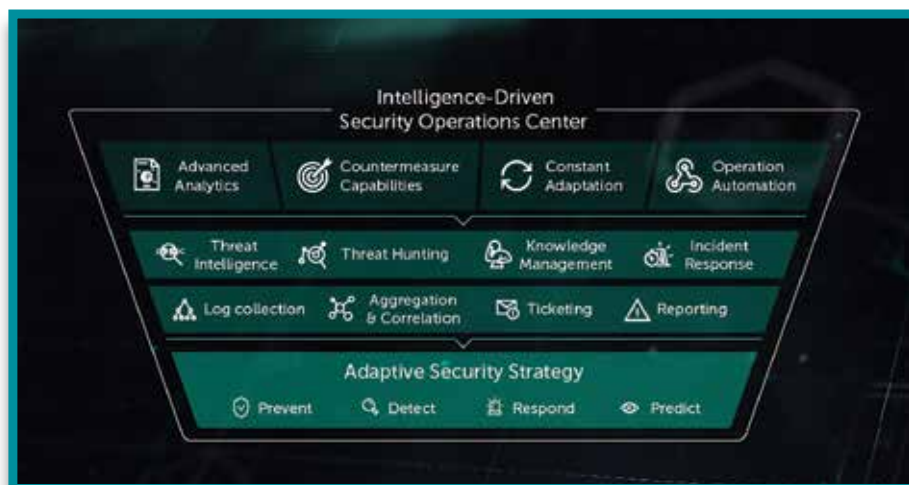 Intelligence-Driven
Security Operations Center
Advanced
Analytics
Countermeasure
Capabilities
Constant
Adaptation
Operation
Automation
Threat
Intelligence
Threat Hunting
Knowledge
Management
Incident
Response
Log collection
Aggregation
& Correlation
Ticketing
Reporting
Adaptive Security Strategy
Prevent
Detect
Respond
Predict